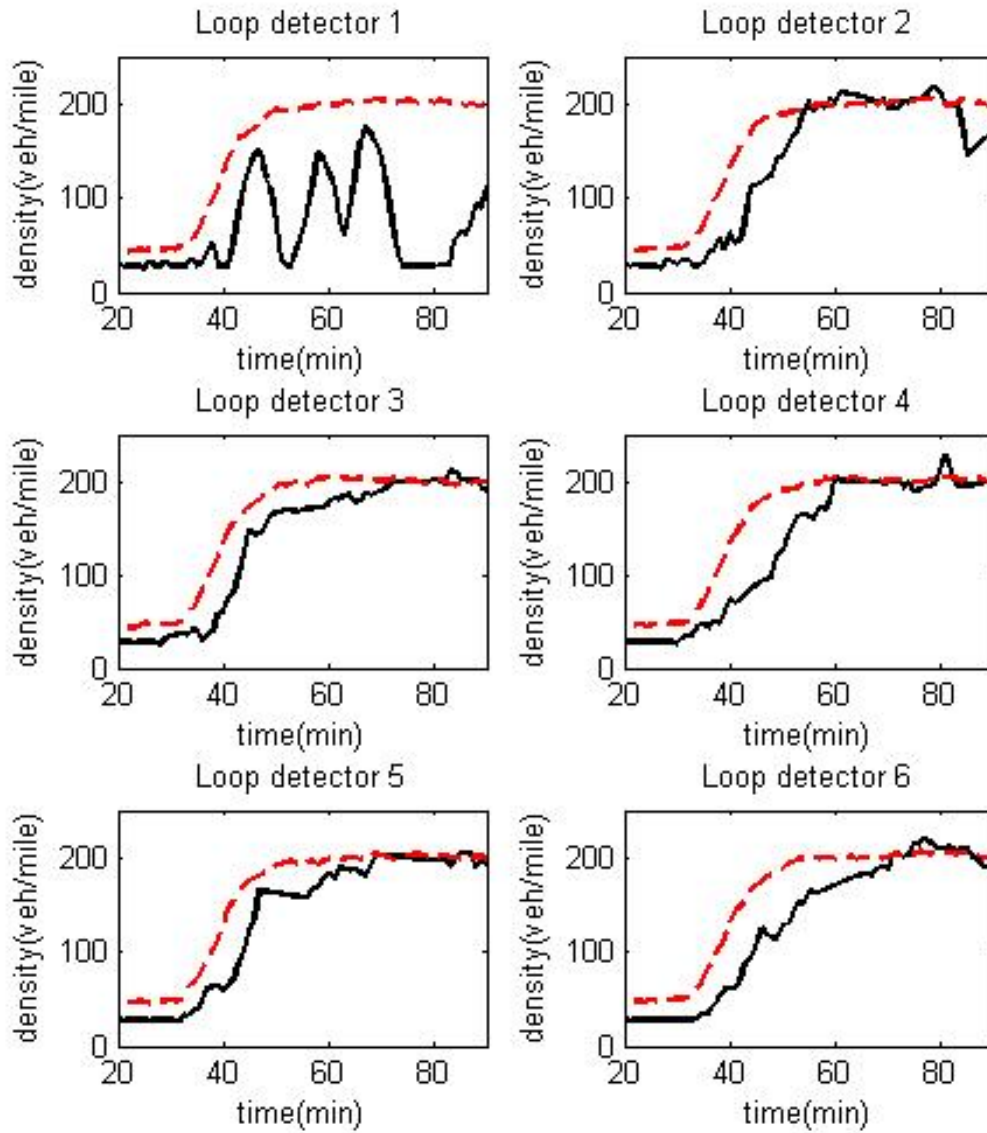 Loop detector 1
Loop detector 2
density(veh/mile)
200
100
0
20 40 60 80
time(min)
density(veh/mile)
200
100
0
20 40 60 80
time(min)
Loop detector 3
Loop detector 4
density(veh/mile)
200
100
0
20 40 60 80
time(min)
density(veh/mile)
200
100
0
20 40 60 80
time(min)
Loop detector 5
Loop detector 6
density(veh/mile)
200
100
0
20 40 60 80
time(min)
density(veh/mile)
200
100
0
20 40 60 80
time(min)